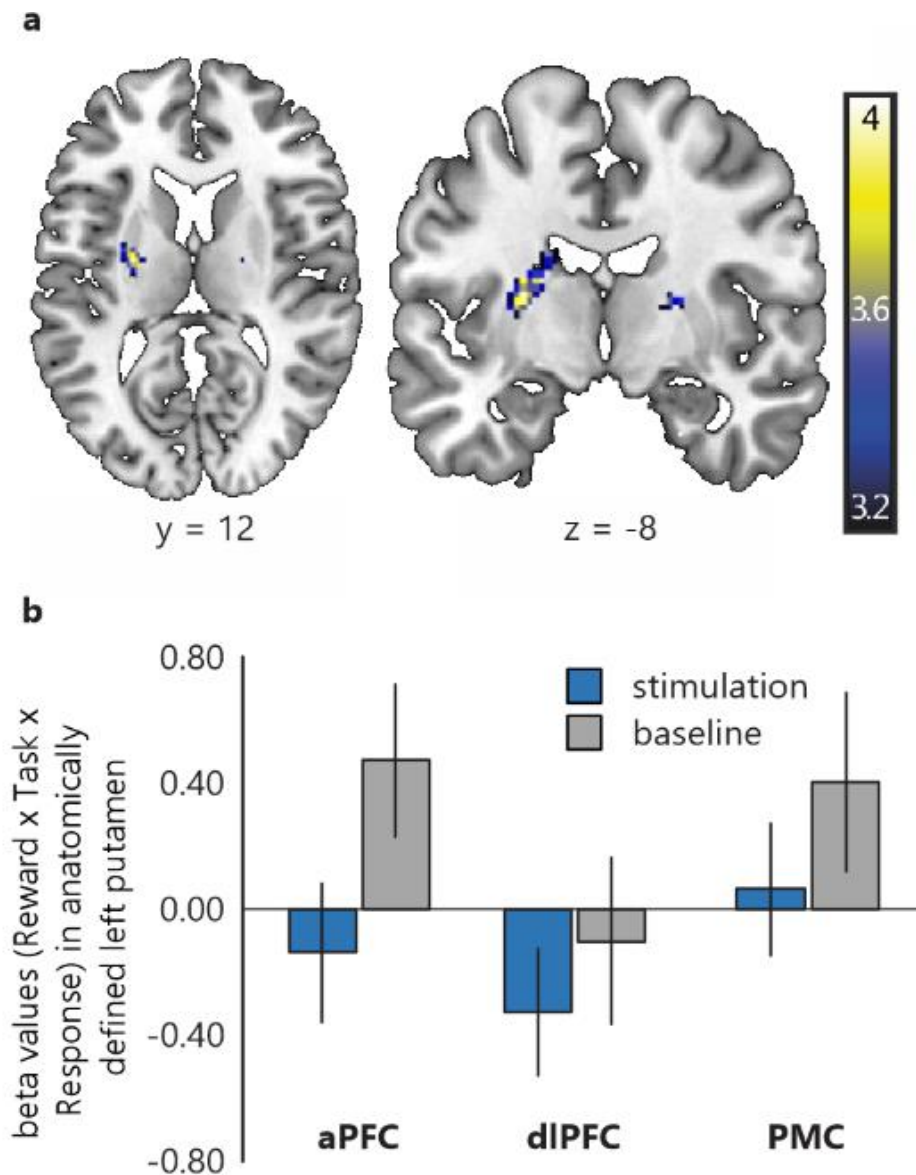 a
4
3.6
3.2
y = 12
z = -8
b
beta values (Reward x Task x
Response) in anatomically
defined left putamen
0.80
0.40
0.00
-0.40
-0.80
stimulation
baseline
aPFC
dlPFC
PMC